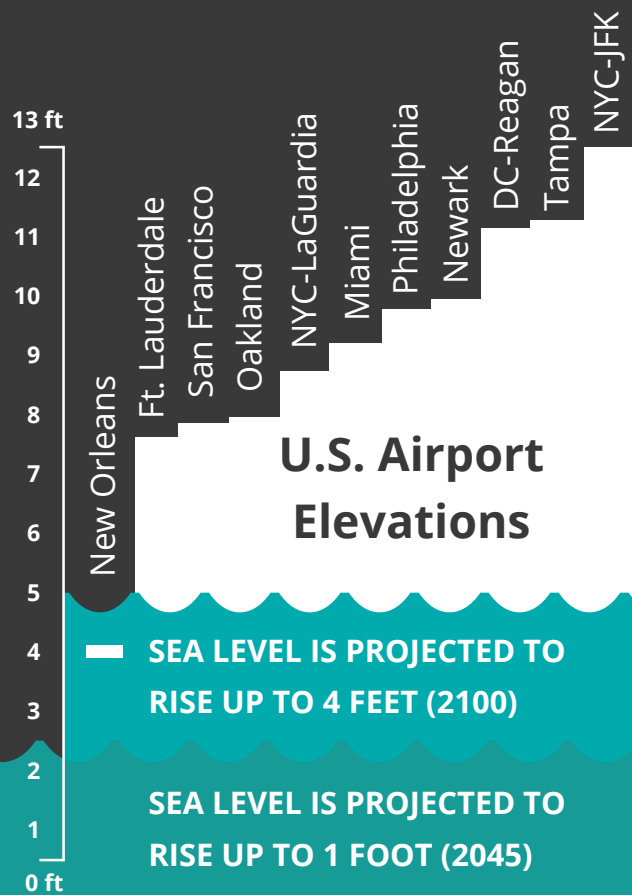 13 ft
12
11
10
9
8
7
6
5
4
3
2
1
0 ft
New Orleans
Ft. Lauderdale
San Francisco
Oakland
NYC-LaGuardia
Miami
Philadelphia
Newark
DC-Reagan
Tampa
NYC-JFK
U.S. Airport
Elevations
SEA LEVEL IS PROJECTED TO
RISE UP TO 4 FEET (2100)
SEA LEVEL IS PROJECTED TO
RISE UP TO 1 FOOT (2045)